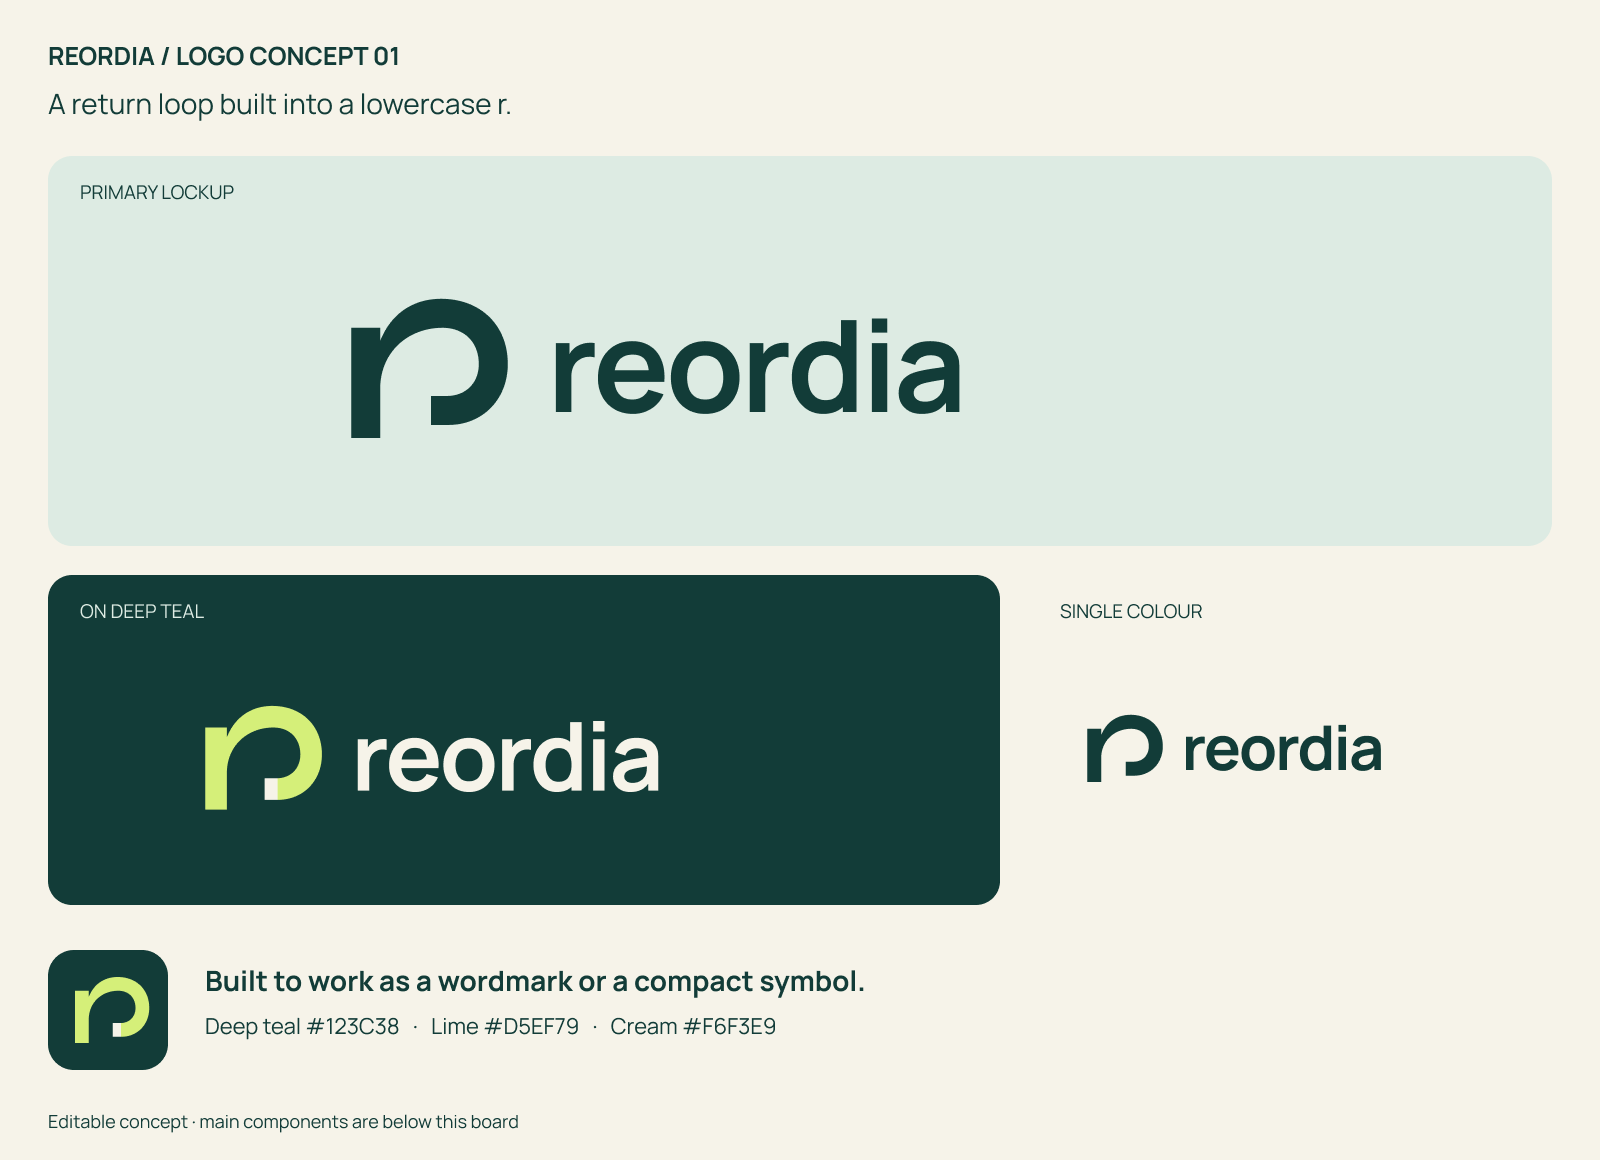 REORDIA / LOGO CONCEPT 01
A return loop built into a lowercase r.
PRIMARY LOCKUP
reordia
ON DEEP TEAL
reordia
SINGLE COLOUR
reordia
Built to work as a wordmark or a compact symbol.
Deep teal #123C38 · Lime #D5EF79 · Cream #F6F3E9
Editable concept · main components are below this board